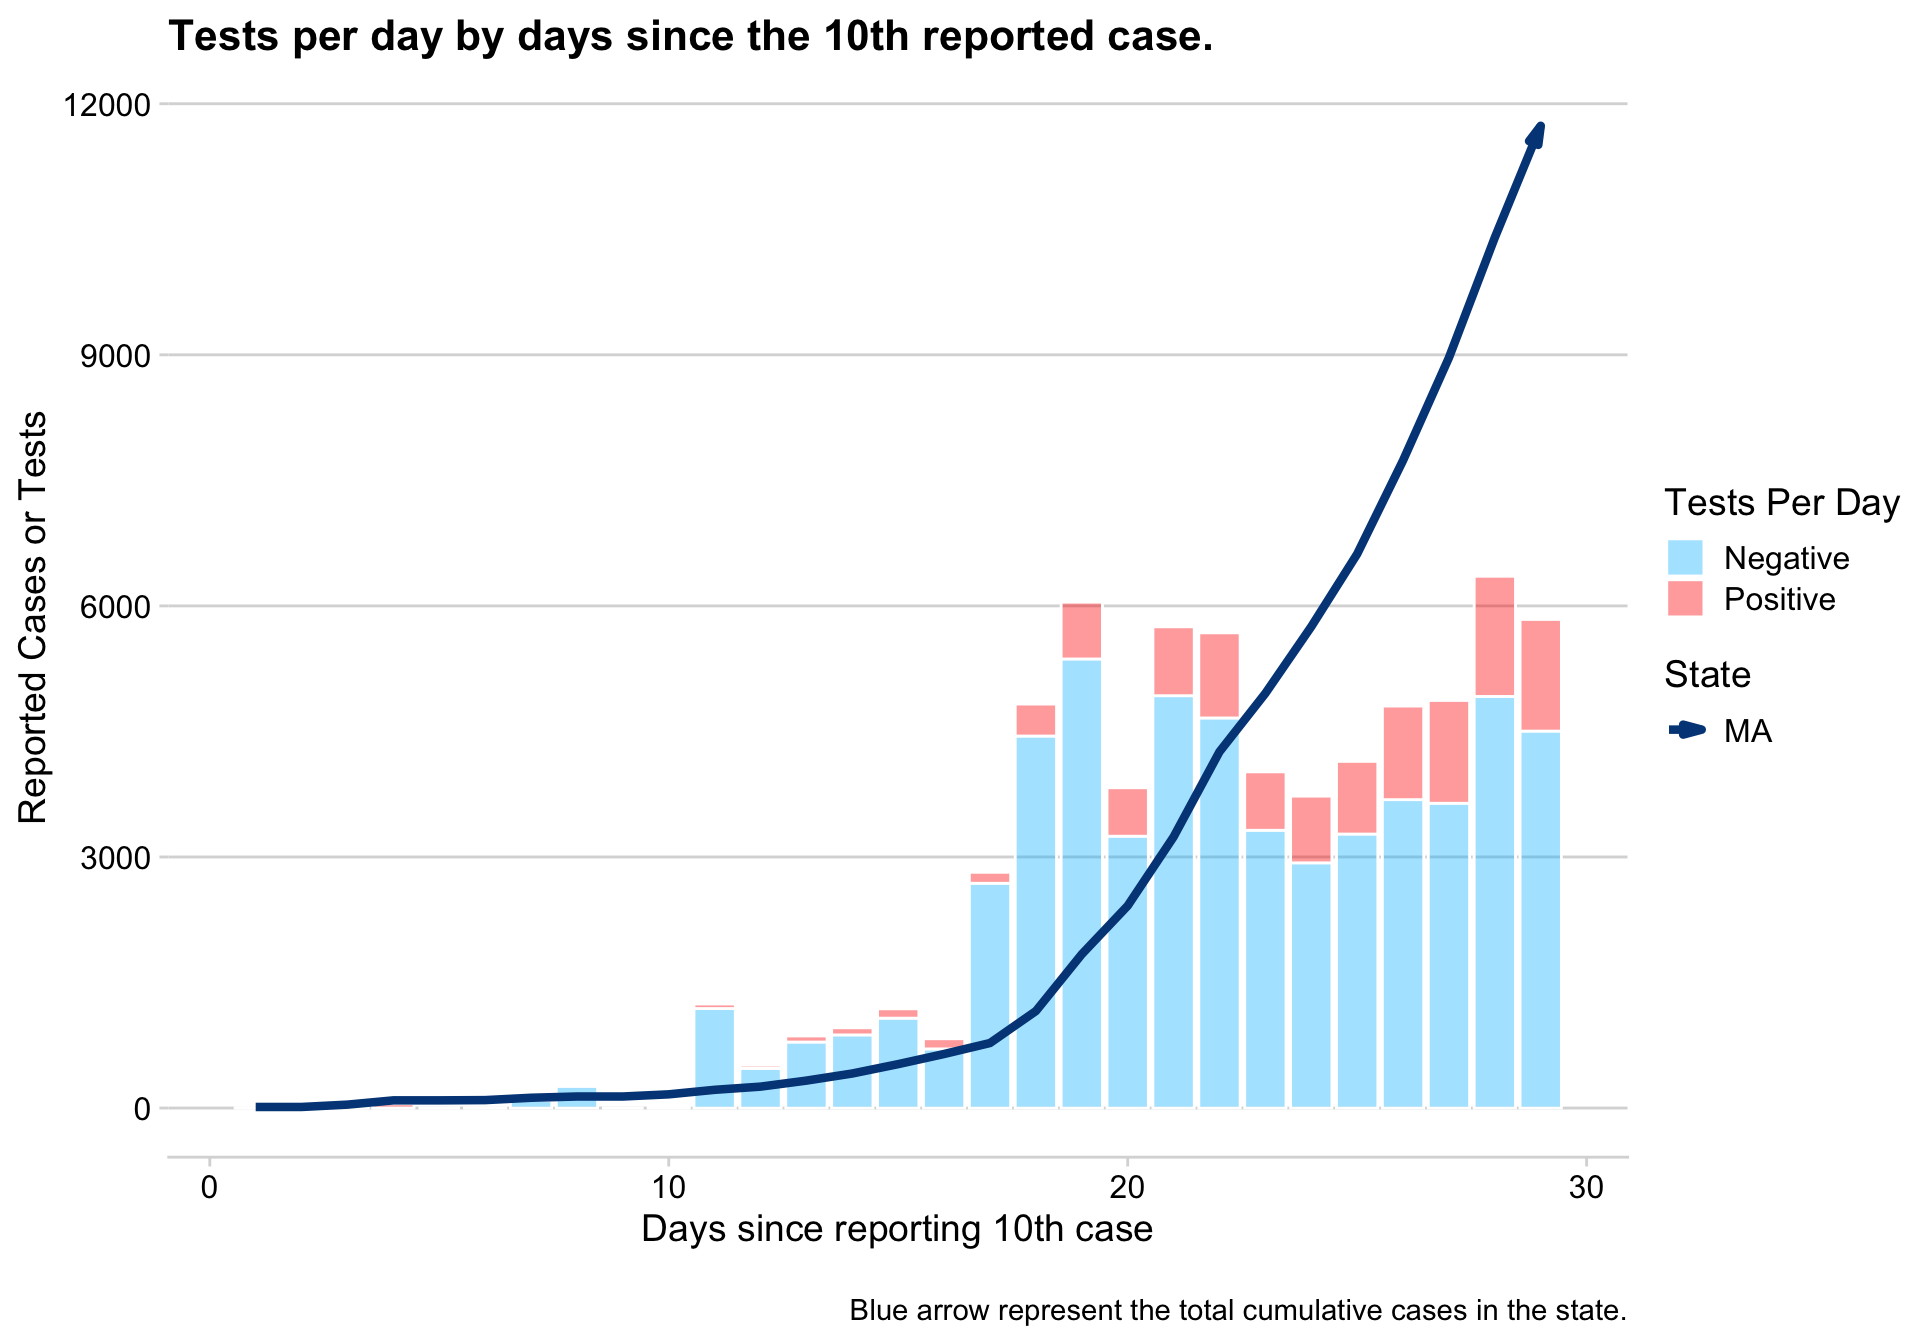 Tests per day by days since the 10th reported case.
12000
9000
6000
3000
0
Reported Cases or Tests
0 10 20 30
Days since reporting 10th case
Tests Per Day
Negative
Positive
State
MA
Blue arrow represent the total cumulative cases in the state.